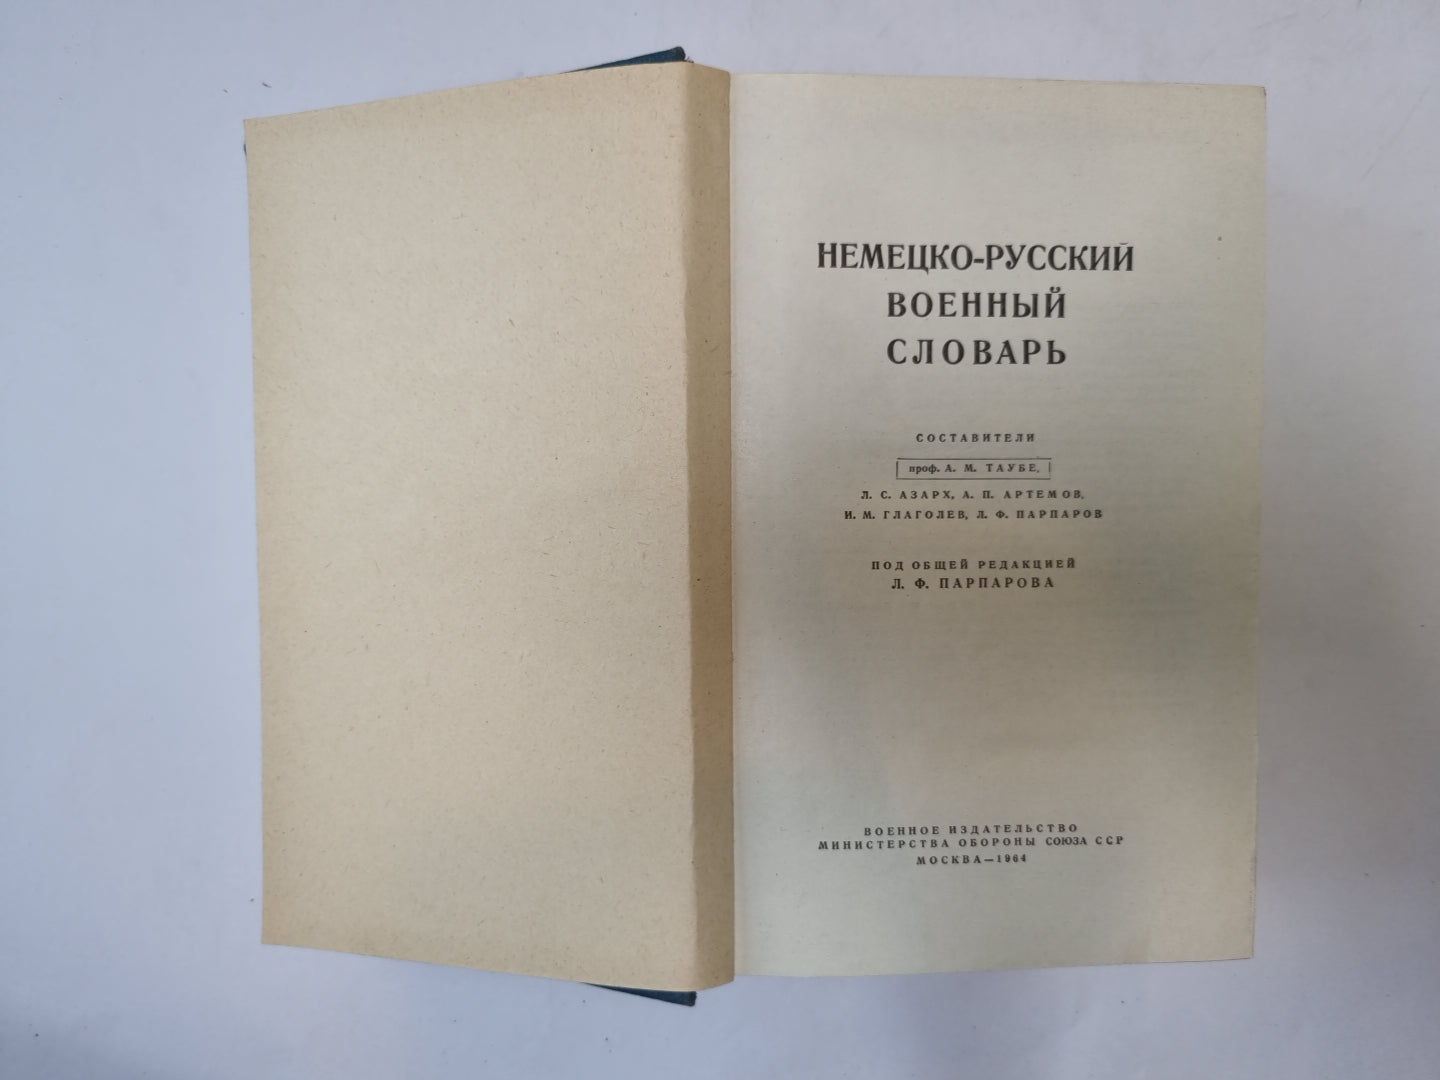 НЕМЕЦКО-РУССКИЙ
ВОЕННЫЙ
СЛОВАРЬ
СОСТАВИТЕЛИ
проф. А. М. ТАУБЕ,
Л. С. АЗАРХ, А. П. АРТЕМОВ,
И. М. ГЛАГОЛЕВ, Л. Ф. ПАРПАРОВ
ПОД ОБЩЕЙ РЕДАКЦИЕЙ
Л. Ф. ПАРПАРОВА
ВОЕННОЕ ИЗДАТЕЛЬСТВО
МИНИСТЕРСТВА ОБОРОНЫ СОЮЗА ССР
МОСКВА—1964